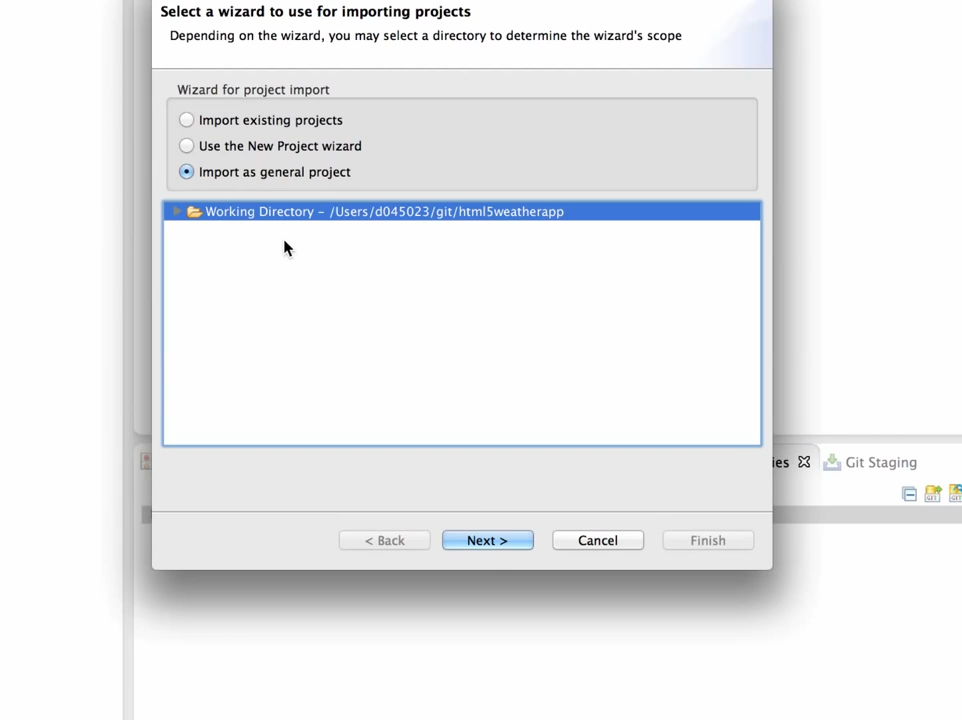 Select a wizard to use for importing projects
Depending on the wizard, you may select a directory to determine the wizard's scope
Wizard for project import
Import existing projects
Use the New Project wizard
Import as general project
Working Directory - /Users/d045023/git/html5weatherapp
ies
Git Staging
< Back
Next >
Cancel
Finish